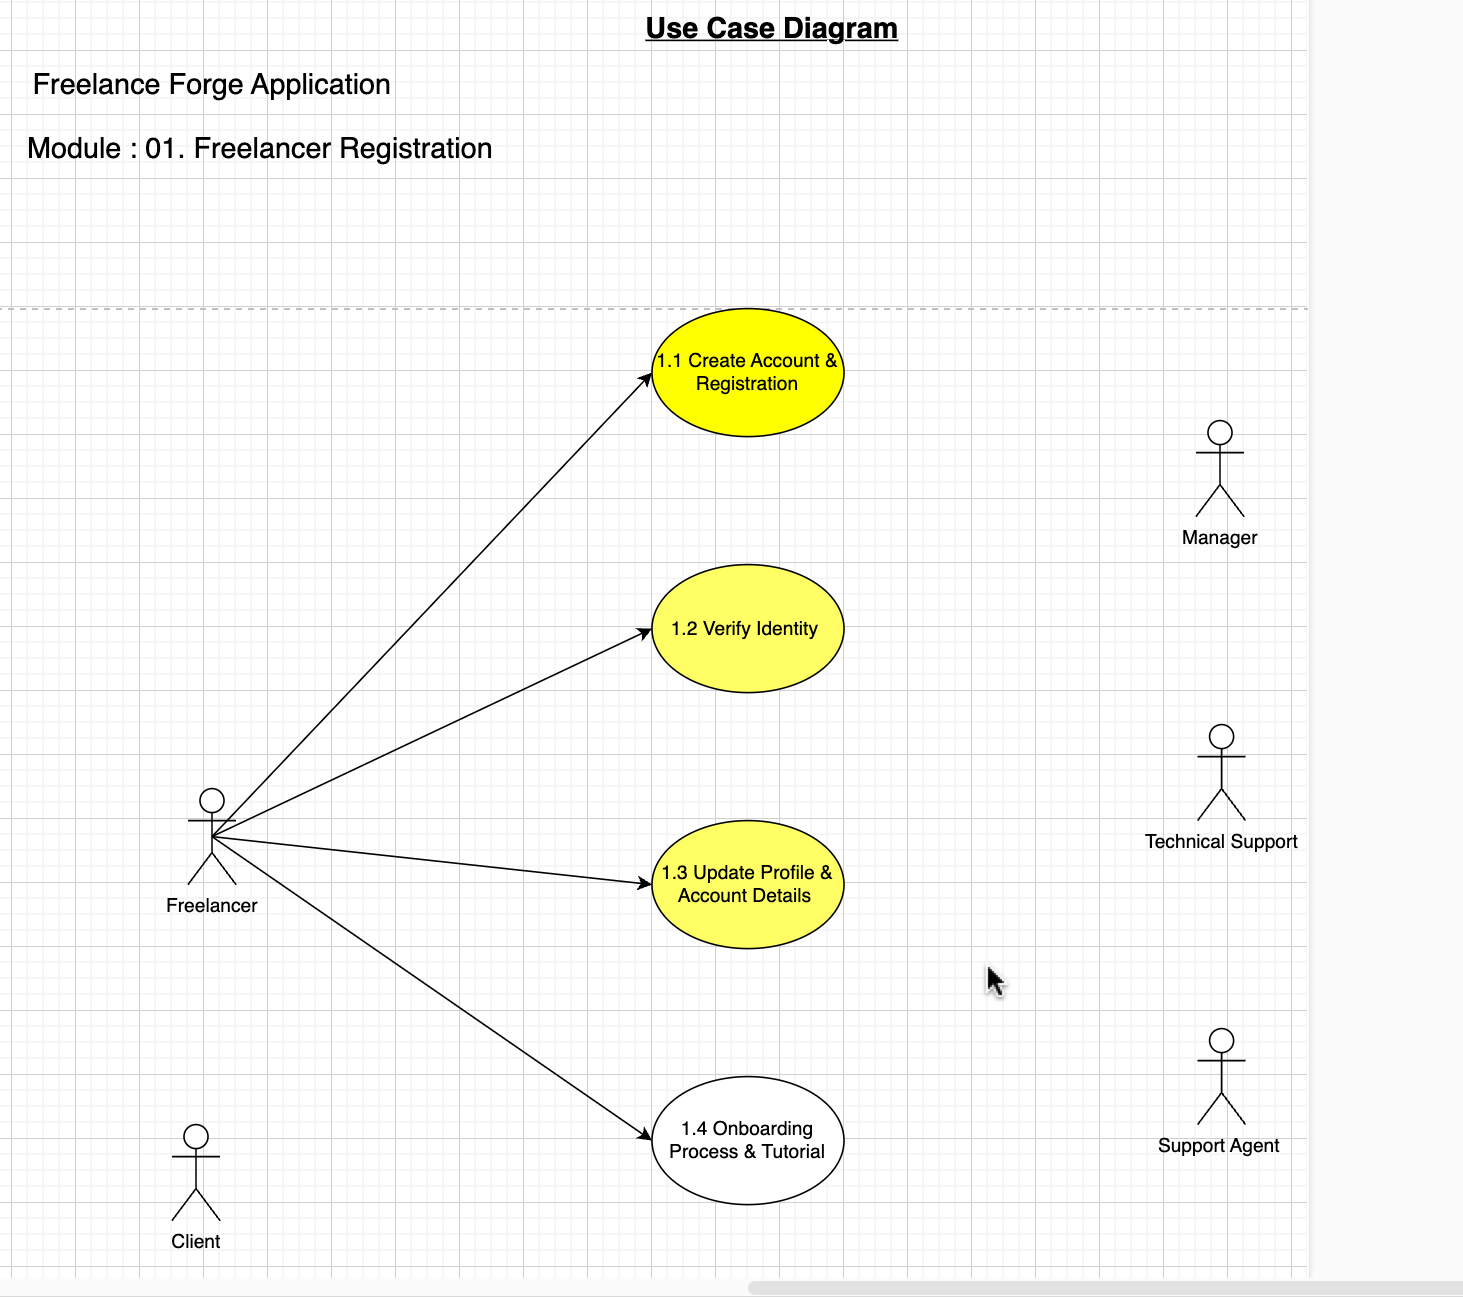 Use Case Diagram
Freelance Forge Application
Module : 01. Freelancer Registration
1.1 Create Account &
Registration
Manager
1.2 Verify Identity
Technical Support
1.3 Update Profile &
Account Details
Freelancer
1.4 Onboarding
Process & Tutorial
Support Agent
Client